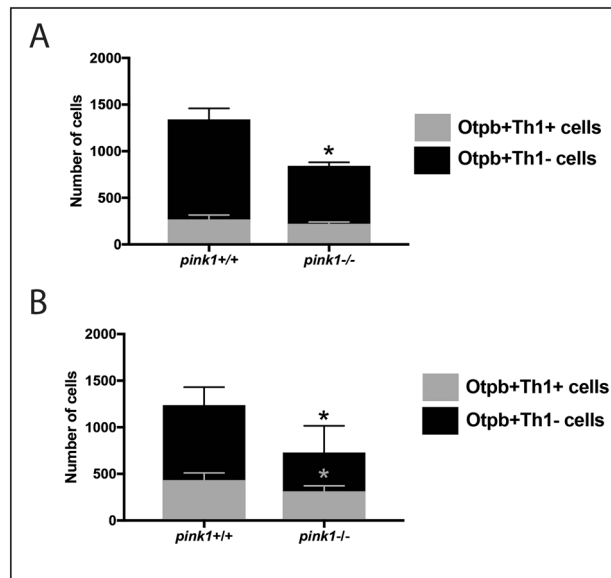 A
2000
1500
1000
500
0
Number of cells
*
pink1+/+
pink1-/-
Otpb+Th1+ cells
Otpb+Th1- cells
B
2000
1500
1000
500
0
Number of cells
*
*
pink1+/+
pink1-/-
Otpb+Th1+ cells
Otpb+Th1- cells